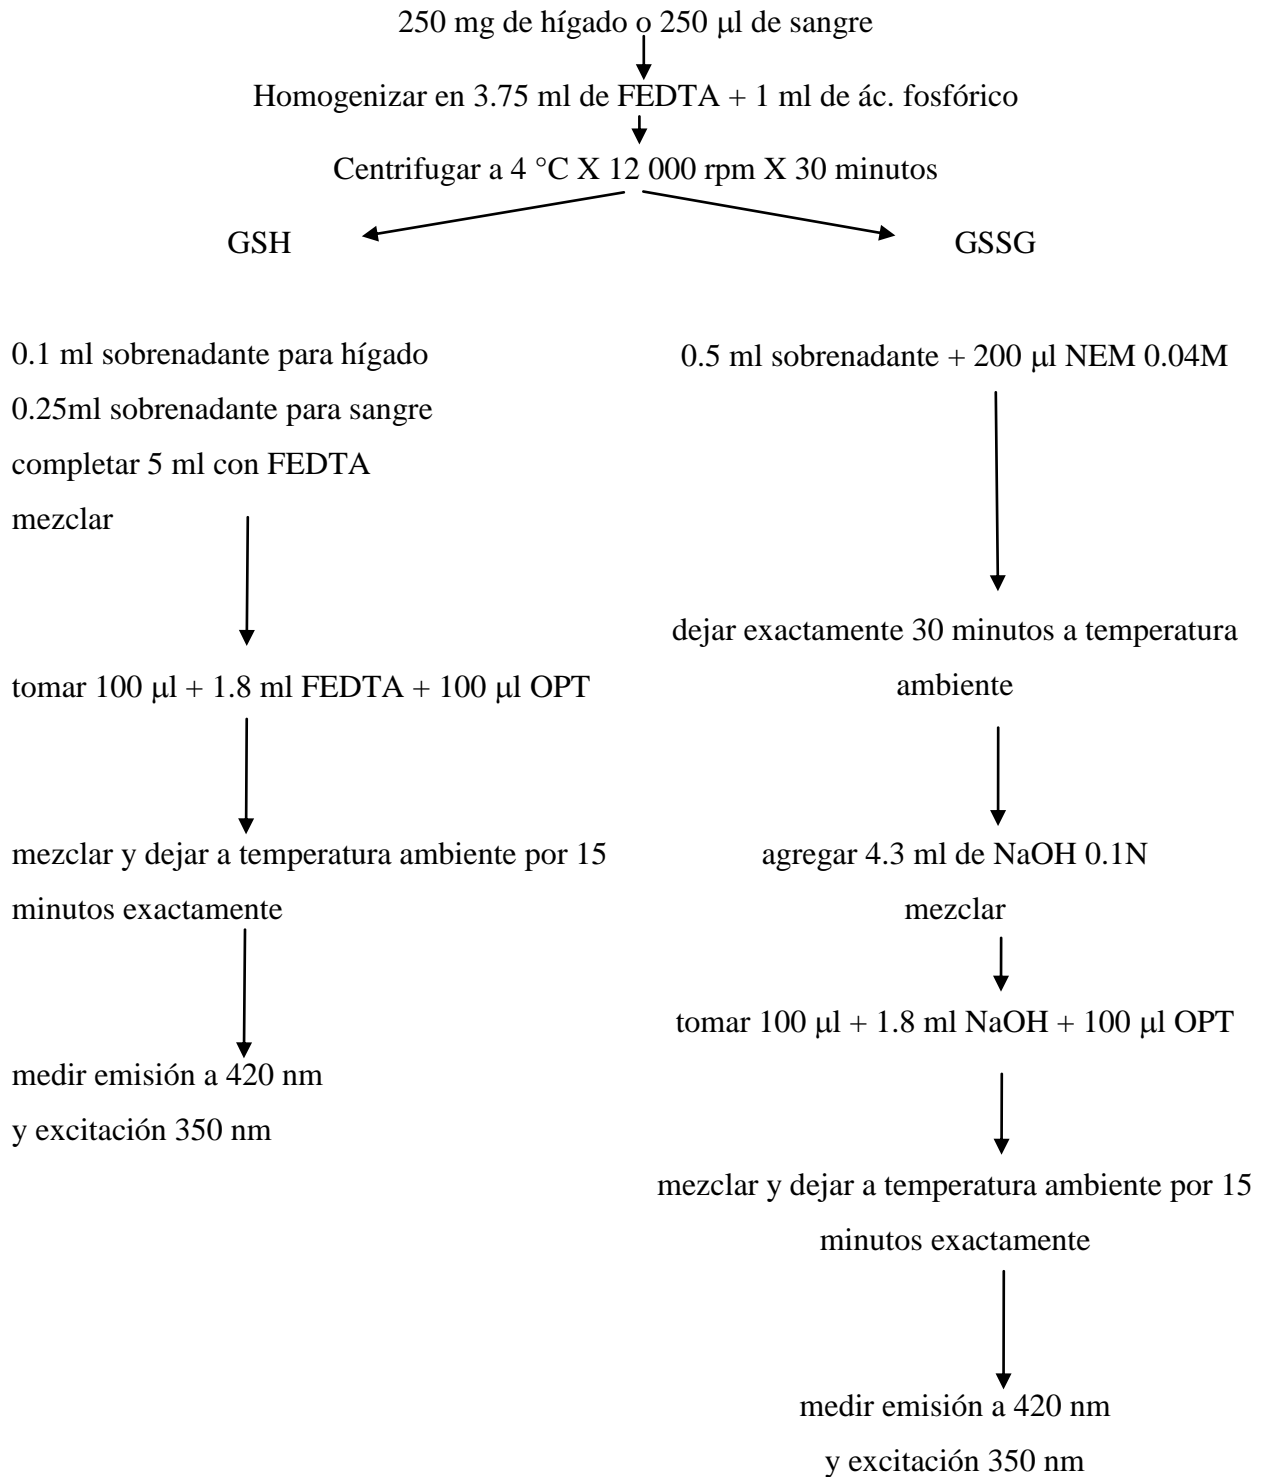 250 mg de hígado o 250 μl de sangre
Homogenizar en 3.75 ml de FEDTA + 1 ml de ác. fosfórico
Centrifugar a 4 °C X 12 000 rpm X 30 minutos
GSH
GSSG
0.1 ml sobrenadante para hígado
0.25ml sobrenadante para sangre
completar 5 ml con FEDTA
mezclar
tomar 100 μl + 1.8 ml FEDTA + 100 μl OPT
mezclar y dejar a temperatura ambiente por 15
minutos exactamente
medir emisión a 420 nm
y excitación 350 nm
0.5 ml sobrenadante + 200 μl NEM 0.04M
dejar exactamente 30 minutos a temperatura
ambiente
agregar 4.3 ml de NaOH 0.1N
mezclar
tomar 100 μl + 1.8 ml NaOH + 100 μl OPT
mezclar y dejar a temperatura ambiente por 15
minutos exactamente
medir emisión a 420 nm
y excitación 350 nm